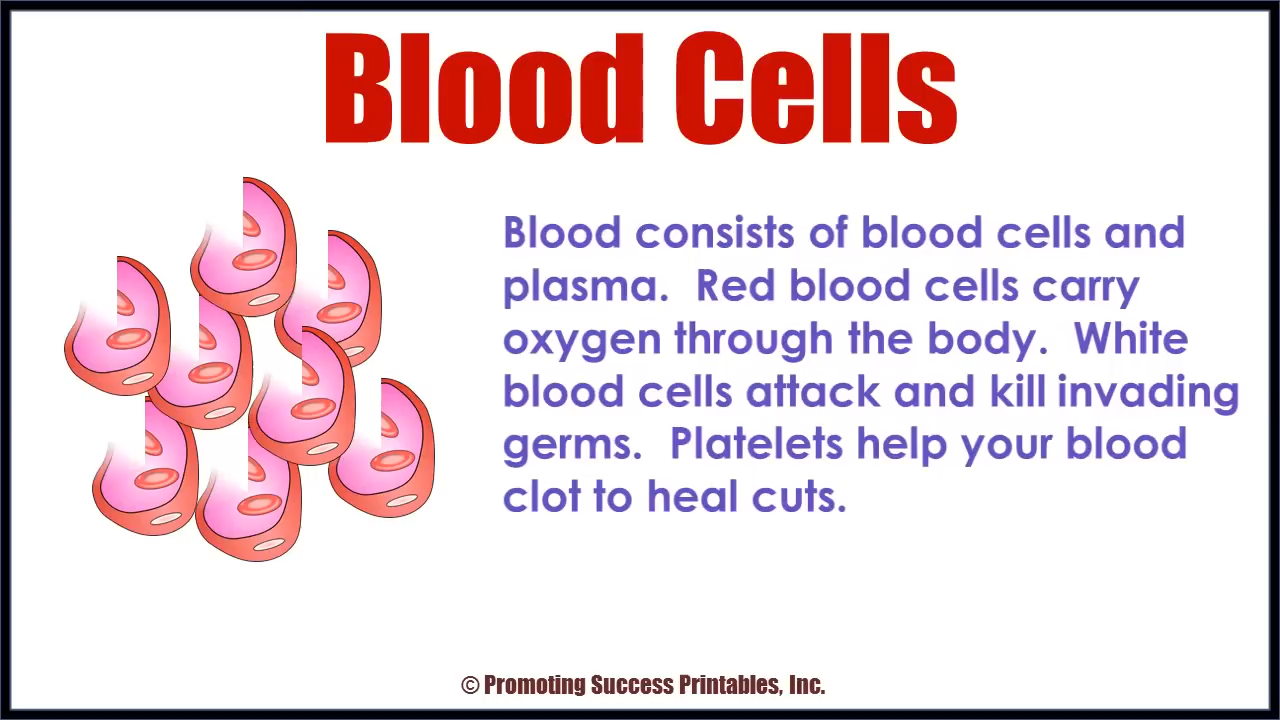 Blood Cells
Blood consists of blood cells and
plasma.  Red blood cells carry
oxygen through the body.  White
blood cells attack and kill invading
germs.  Platelets help your blood
clot to heal cuts.
© Promoting Success Printables, Inc.